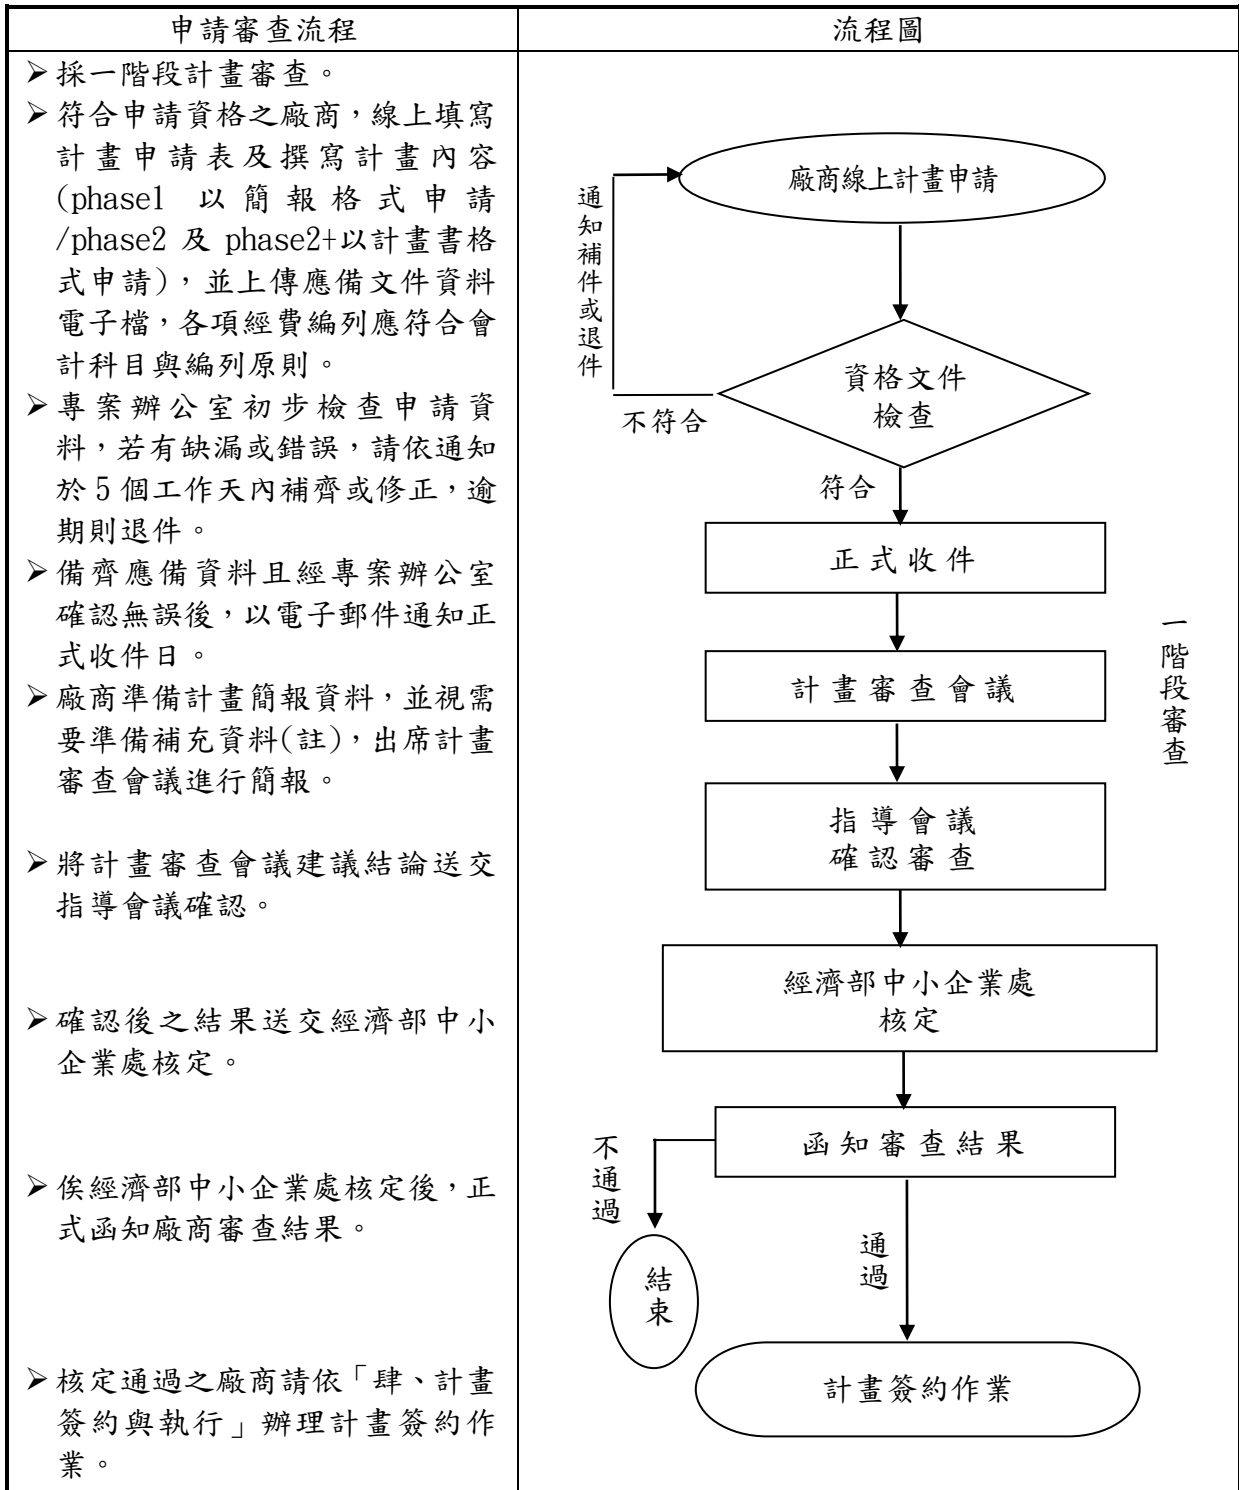 申請審查流程
流程圖
➢採一階段計畫審查。
➢符合申請資格之廠商，線上填寫
計畫申請表及撰寫計畫內容
(phase1 以簡報格式申請
/phase2 及 phase2+以計畫書格
式申請)，並上傳應備文件資料
電子檔，各項經費編列應符合會
計科目與編列原則。
➢專案辦公室初步檢查申請資
料，若有缺漏或錯誤，請依通知
於 5 個工作天內補齊或修正，逾
期則退件。
➢備齊應備資料且經專案辦公室
確認無誤後，以電子郵件通知正
式收件日。
➢廠商準備計畫簡報資料，並視需
要準備補充資料(註)，出席計畫
審查會議進行簡報。
➢將計畫審查會議建議結論送交
指導會議確認。
➢確認後之結果送交經濟部中小
企業處核定。
➢俟經濟部中小企業處核定後，正
式函知廠商審查結果。
➢核定通過之廠商請依「肆、計畫
簽約與執行」辦理計畫簽約作
業。
廠商線上計畫申請
通知補件或退件
資格文件
檢查
不符合
符合
正式收件
計畫審查會議
一階段審查
指導會議
確認審查
經濟部中小企業處
核定
函知審查結果
不通過
結束
通過
計畫簽約作業